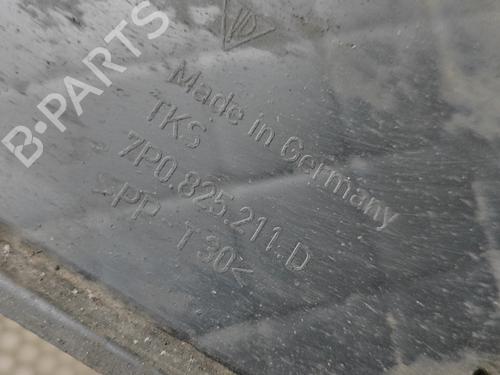 B-PARTS
Made in Germany
TKS
7P0.825.211.D
>PP T30<